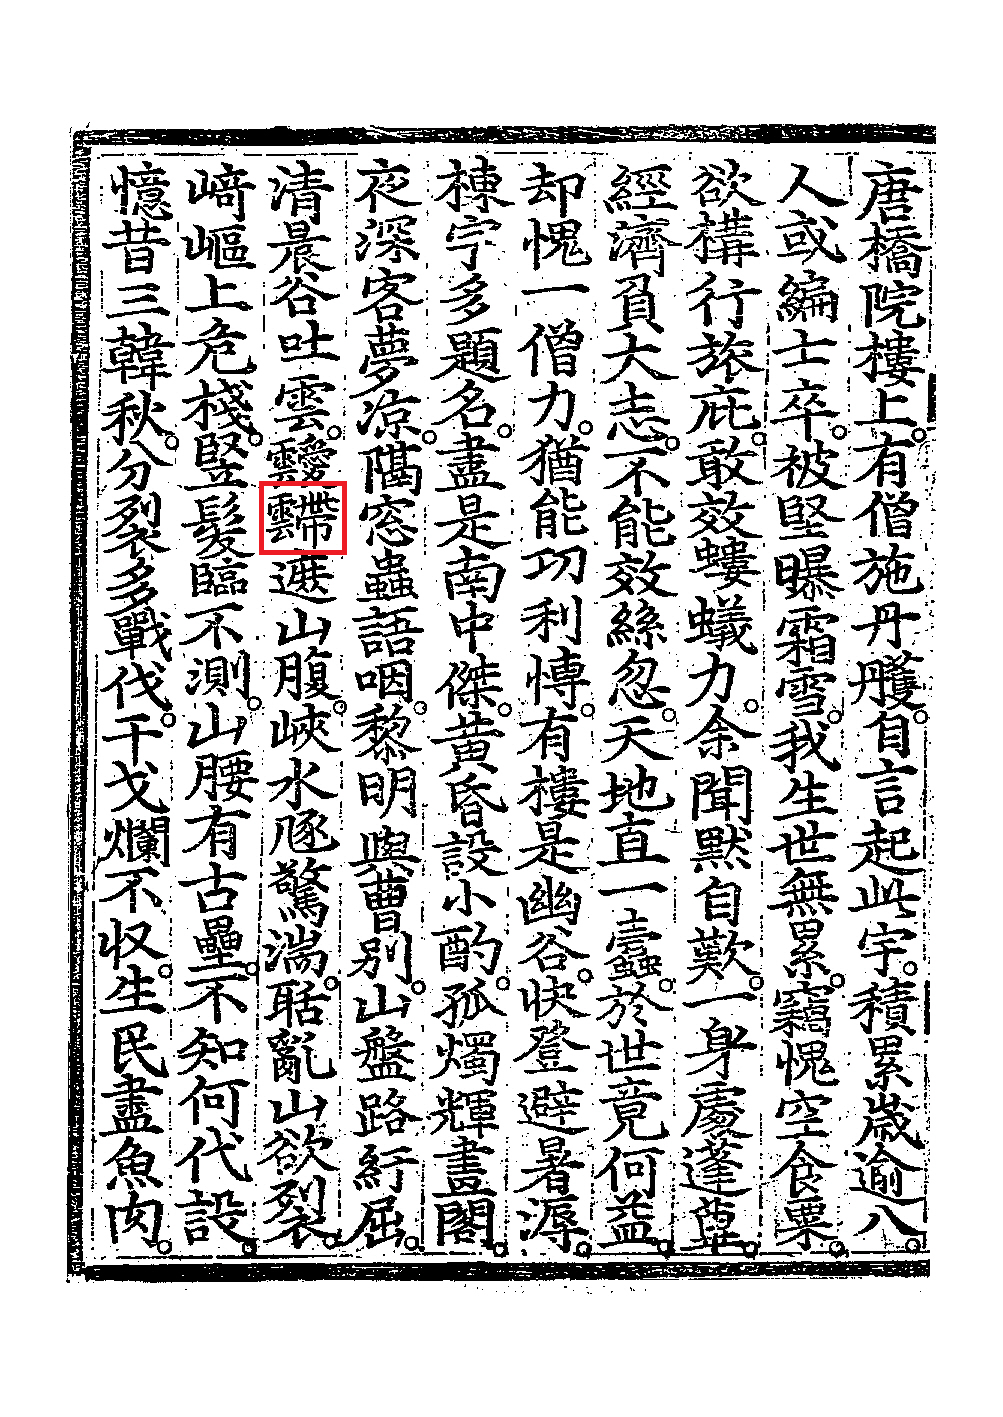 唐橋院樓上。有僧施丹雘。自言起此宇。積累歲逾八。
人或編士卒。被堅曝霜雪。我生世無累。竊愧空食粟。
欲構行旅庇。敢效螻蟻力。余聞默自歎。一身處蓬蓽。
經濟負大志。不能效絲忽。天地直一蠹。於世竟何益。
却愧一僧力。猶能功利愽。有樓是幽谷。快登避暑溽。
棟宇多題名。盡是南中傑。黃昏設小酌。孤燭輝畫閣。
夜深客夢凉。隔窓蟲語咽。黎明與曹別。山盤路紆屈。
清晨谷吐雲。靉靆遮山腹。峽水豗驚湍。聒亂山欲裂。
﨑嶇上危棧。竪髮臨不測。山腰有古壘。不知何代設。
憶昔三韓秋。分裂多戰伐。干戈爛不収。生民盡魚肉。